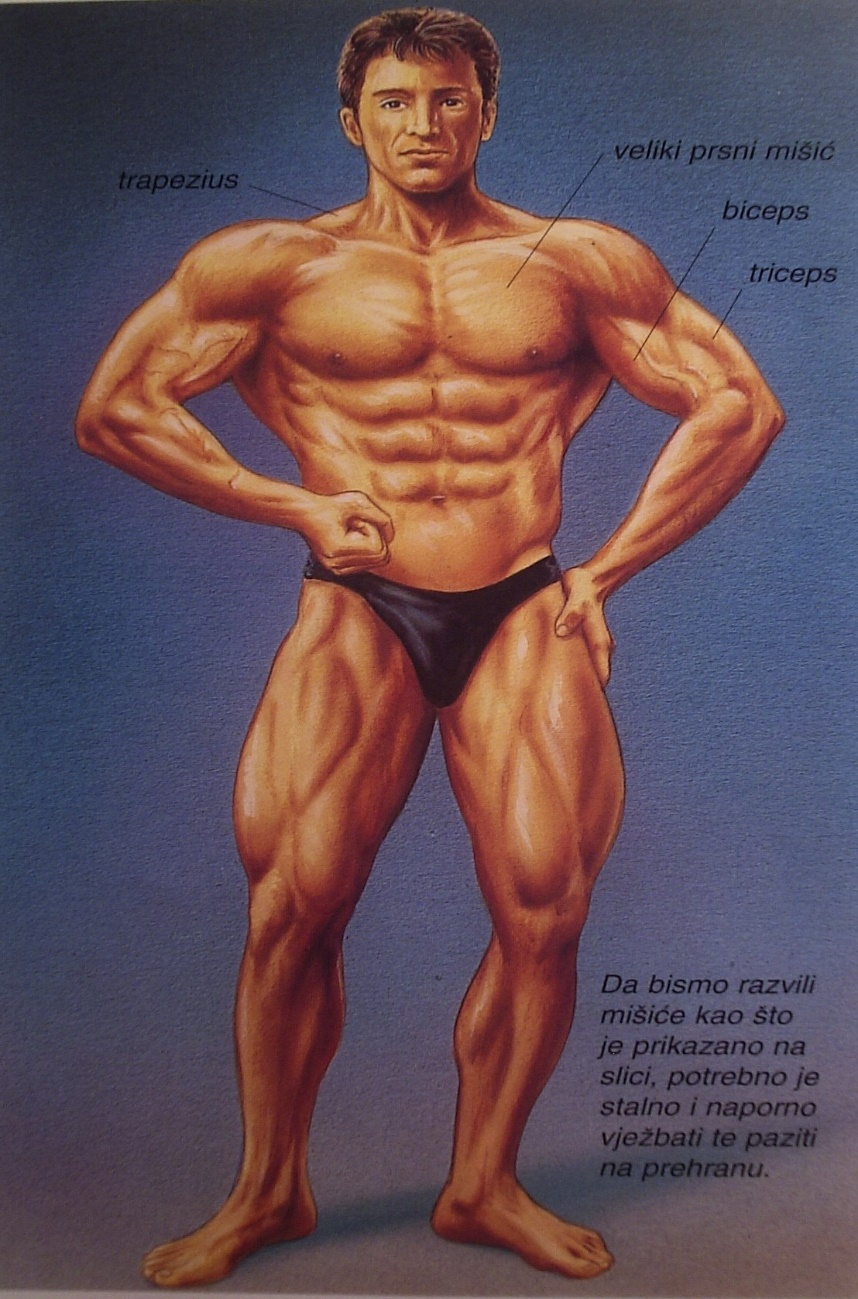 trapezius
veliki prsni mišić
biceps
triceps
Da bismo razvili
mišiće kao što
je prikazano na
slici, potrebno je
stalno i naporno
vježbati te paziti
na prehranu.